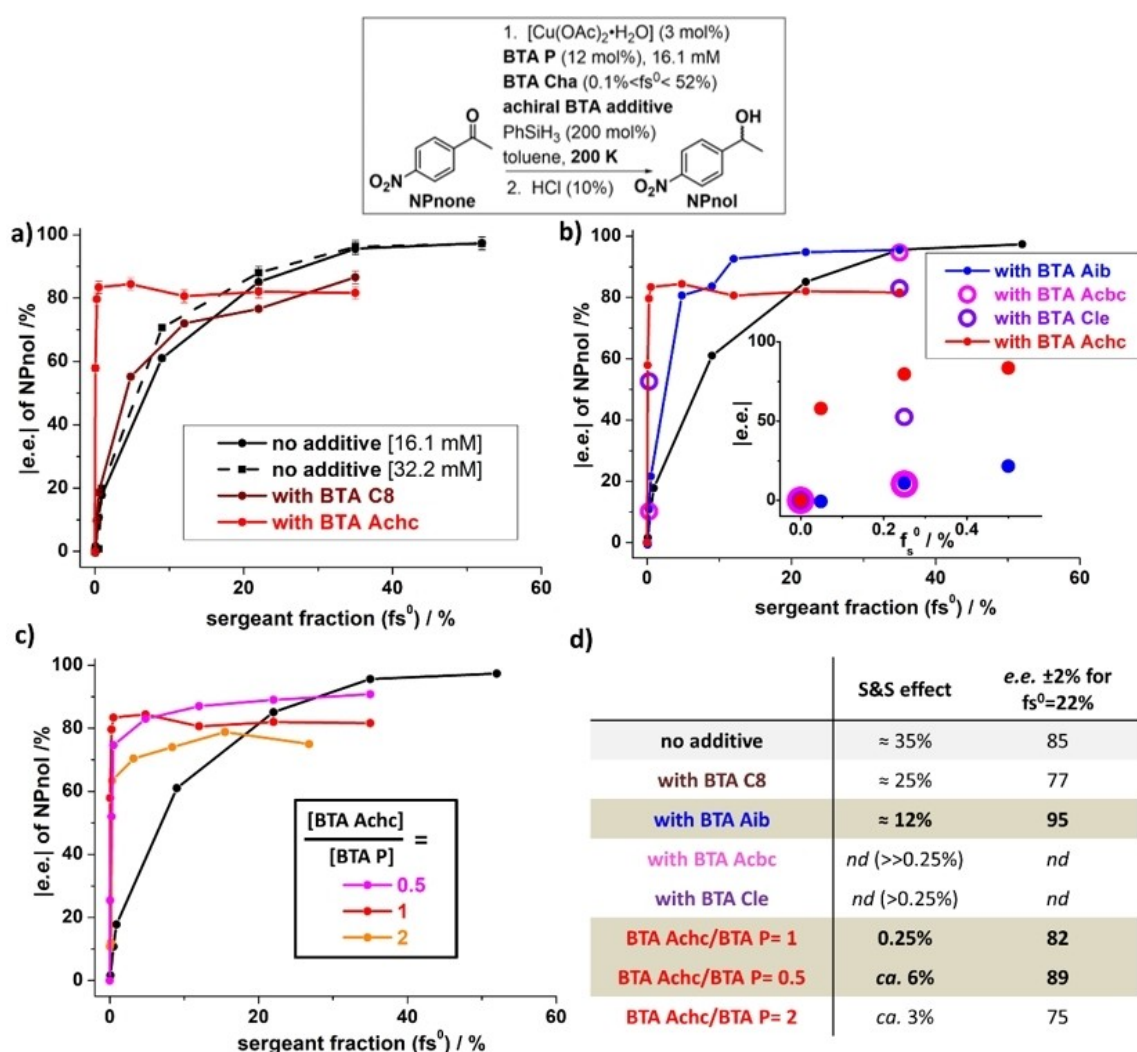 1. [Cu(OAc)₂•H₂O] (3 mol%)
BTA P (12 mol%), 16.1 mM
BTA Cha (0.1%<fs⁰< 52%)
achiral BTA additive
PhSiH₃ (200 mol%)
toluene, 200 K
2. HCl (10%)
O
O₂N
NPnone
OH
O₂N
NPnol
a)
|e.e.| of NPnol /%
100
80
60
40
20
0
no additive [16.1 mM]
no additive [32.2 mM]
with BTA C8
with BTA Achc
0 20 40 60
sergeant fraction (fs⁰) / %
b)
|e.e.| of NPnol /%
100
80
60
40
20
0
with BTA Aib
with BTA Acbc
with BTA Cle
with BTA Achc
|e.e.|
100
50
0
0.0 0.2 0.4
fₛ⁰ / %
0 20 40 60
sergeant fraction (fs⁰) / %
c)
|e.e.| of NPnol /%
100
80
60
40
20
0
[BTA Achc]
[BTA P]
=
0.5
1
2
0 20 40 60
sergeant fraction (fs⁰) / %
d)
S&S effect e.e. ±2% for
fs⁰=22%
no additive ≈ 35% 85
with BTA C8 ≈ 25% 77
with BTA Aib ≈ 12% 95
with BTA Acbc nd (>>0.25%) nd
with BTA Cle nd (>0.25%) nd
BTA Achc/BTA P= 1 0.25% 82
BTA Achc/BTA P= 0.5 ca. 6% 89
BTA Achc/BTA P= 2 ca. 3% 75